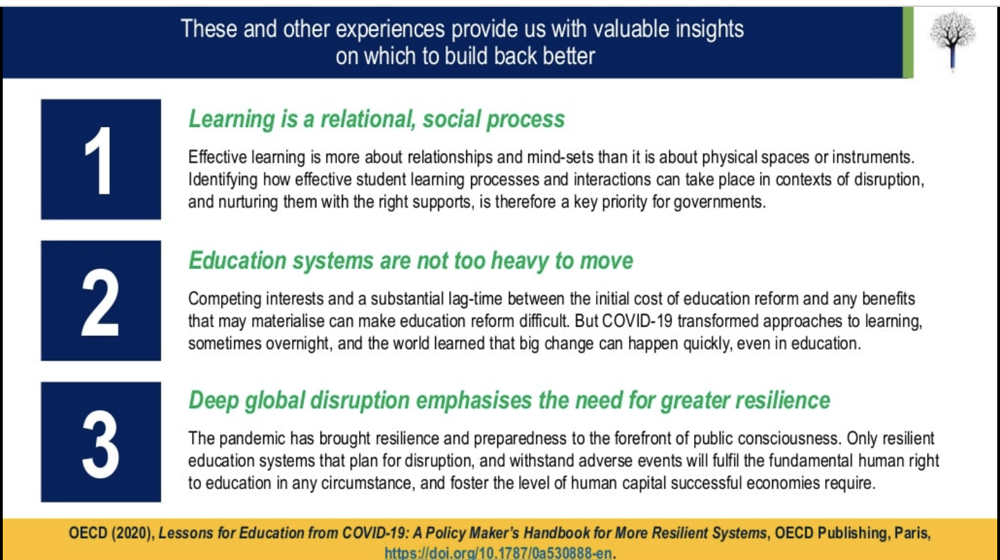 These and other experiences provide us with valuable insights
on which to build back better
1
Learning is a relational, social process
Effective learning is more about relationships and mind-sets than it is about physical spaces or instruments.
Identifying how effective student learning processes and interactions can take place in contexts of disruption,
and nurturing them with the right supports, is therefore a key priority for governments.
2
Education systems are not too heavy to move
Competing interests and a substantial lag-time between the initial cost of education reform and any benefits
that may materialise can make education reform difficult. But COVID-19 transformed approaches to learning,
sometimes overnight, and the world learned that big change can happen quickly, even in education.
3
Deep global disruption emphasises the need for greater resilience
The pandemic has brought resilience and preparedness to the forefront of public consciousness. Only resilient
education systems that plan for disruption, and withstand adverse events will fulfil the fundamental human right
to education in any circumstance, and foster the level of human capital successful economies require.
OECD (2020), Lessons for Education from COVID-19: A Policy Maker's Handbook for More Resilient Systems, OECD Publishing, Paris,
https://doi.org/10.1787/0a530888-en.